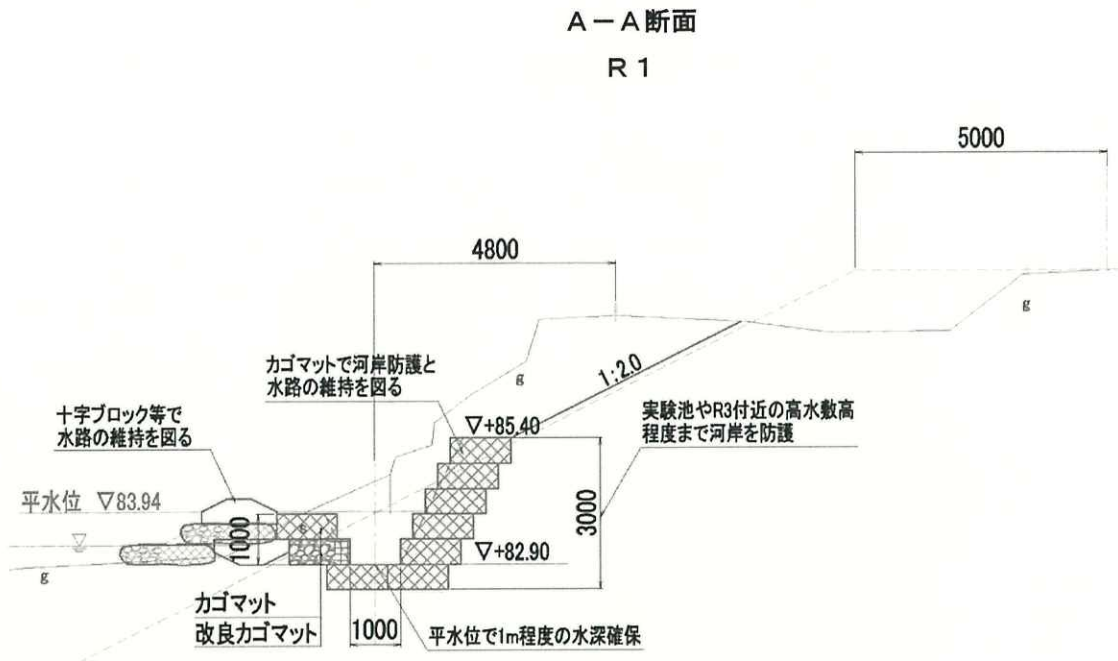 A－A断面
R1
5000
4800
g
g
1:2.0
カゴマットで河岸防護と
水路の維持を図る
十字ブロック等で
水路の維持を図る
▽+85.40
実験池やR3付近の高水敷高
程度まで河岸を防護
平水位 ▽83.94
1000
3000
▽+82.90
g
カゴマット
改良カゴマット
1000
平水位で1m程度の水深確保